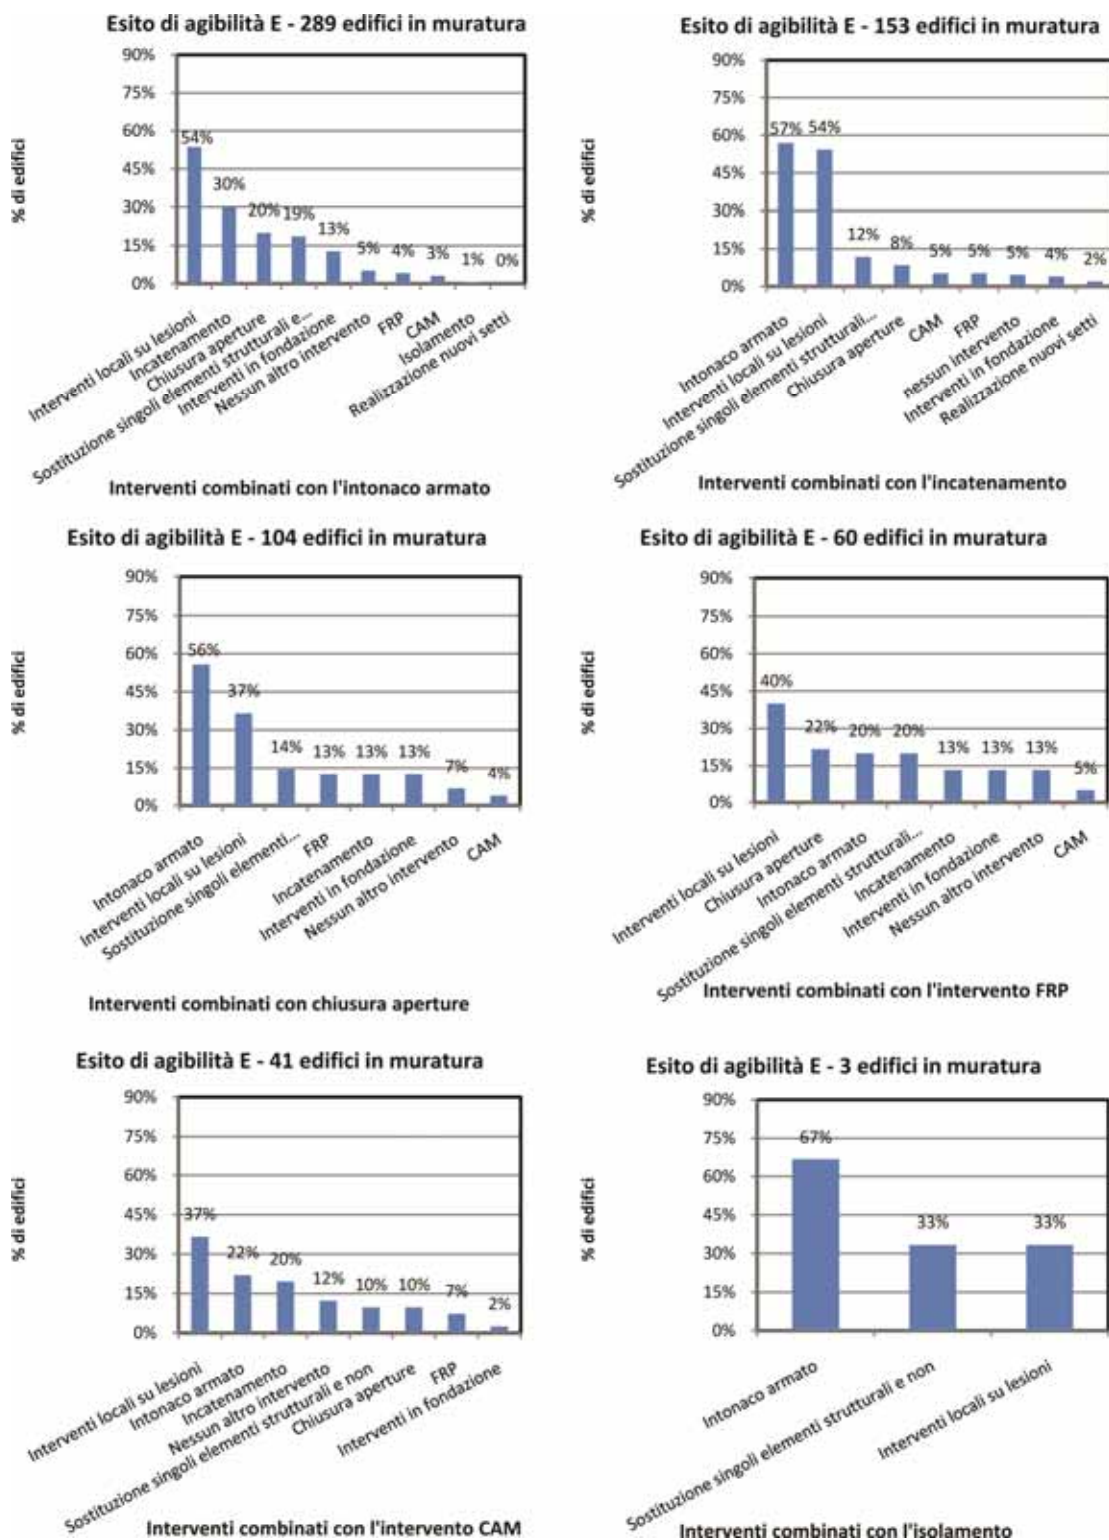 Esito di agibilità E - 289 edifici in muratura
% di edifici
90%
75%
60%
45%
30%
15%
0%
54%
30%
20%
19%
13%
5%
4%
3%
1%
0%
Interventi locali su lesioni
Incatenamento
Chiusura aperture
Sostituzione singoli elementi strutturali e...
Interventi in fondazione
Nessun altro intervento
FRP
CAM
Isolamento
Realizzazione nuovi setti
Interventi combinati con l'intonaco armato
Esito di agibilità E - 153 edifici in muratura
% di edifici
90%
75%
60%
45%
30%
15%
0%
57%
54%
12%
8%
5%
5%
5%
4%
2%
Intonaco armato
Interventi locali su lesioni
Sostituzione singoli elementi strutturali...
Chiusura aperture
CAM
FRP
nessun intervento
Interventi in fondazione
Realizzazione nuovi setti
Interventi combinati con l'incatenamento
Esito di agibilità E - 104 edifici in muratura
% di edifici
90%
75%
60%
45%
30%
15%
0%
56%
37%
14%
13%
13%
13%
7%
4%
Intonaco armato
Interventi locali su lesioni
Sostituzione singoli elementi...
FRP
Incatenamento
Interventi in fondazione
Nessun altro intervento
CAM
Interventi combinati con chiusura aperture
Esito di agibilità E - 60 edifici in muratura
% di edifici
90%
75%
60%
45%
30%
15%
0%
40%
22%
20%
20%
13%
13%
13%
5%
Interventi locali su lesioni
Chiusura aperture
Intonaco armato
Sostituzione singoli elementi strutturali...
Incatenamento
Interventi in fondazione
Nessun altro intervento
CAM
Interventi combinati con l'intervento FRP
Esito di agibilità E - 41 edifici in muratura
% di edifici
90%
75%
60%
45%
30%
15%
0%
37%
22%
20%
12%
10%
10%
7%
2%
Interventi locali su lesioni
Intonaco armato
Incatenamento
Nessun altro intervento
Sostituzione singoli elementi strutturali e non
Chiusura aperture
FRP
Interventi in fondazione
Interventi combinati con l'intervento CAM
Esito di agibilità E - 3 edifici in muratura
% di edifici
90%
75%
60%
45%
30%
15%
0%
67%
33%
33%
Intonaco armato
Sostituzione singoli elementi strutturali e non
Interventi locali su lesioni
Interventi combinati con l'isolamento